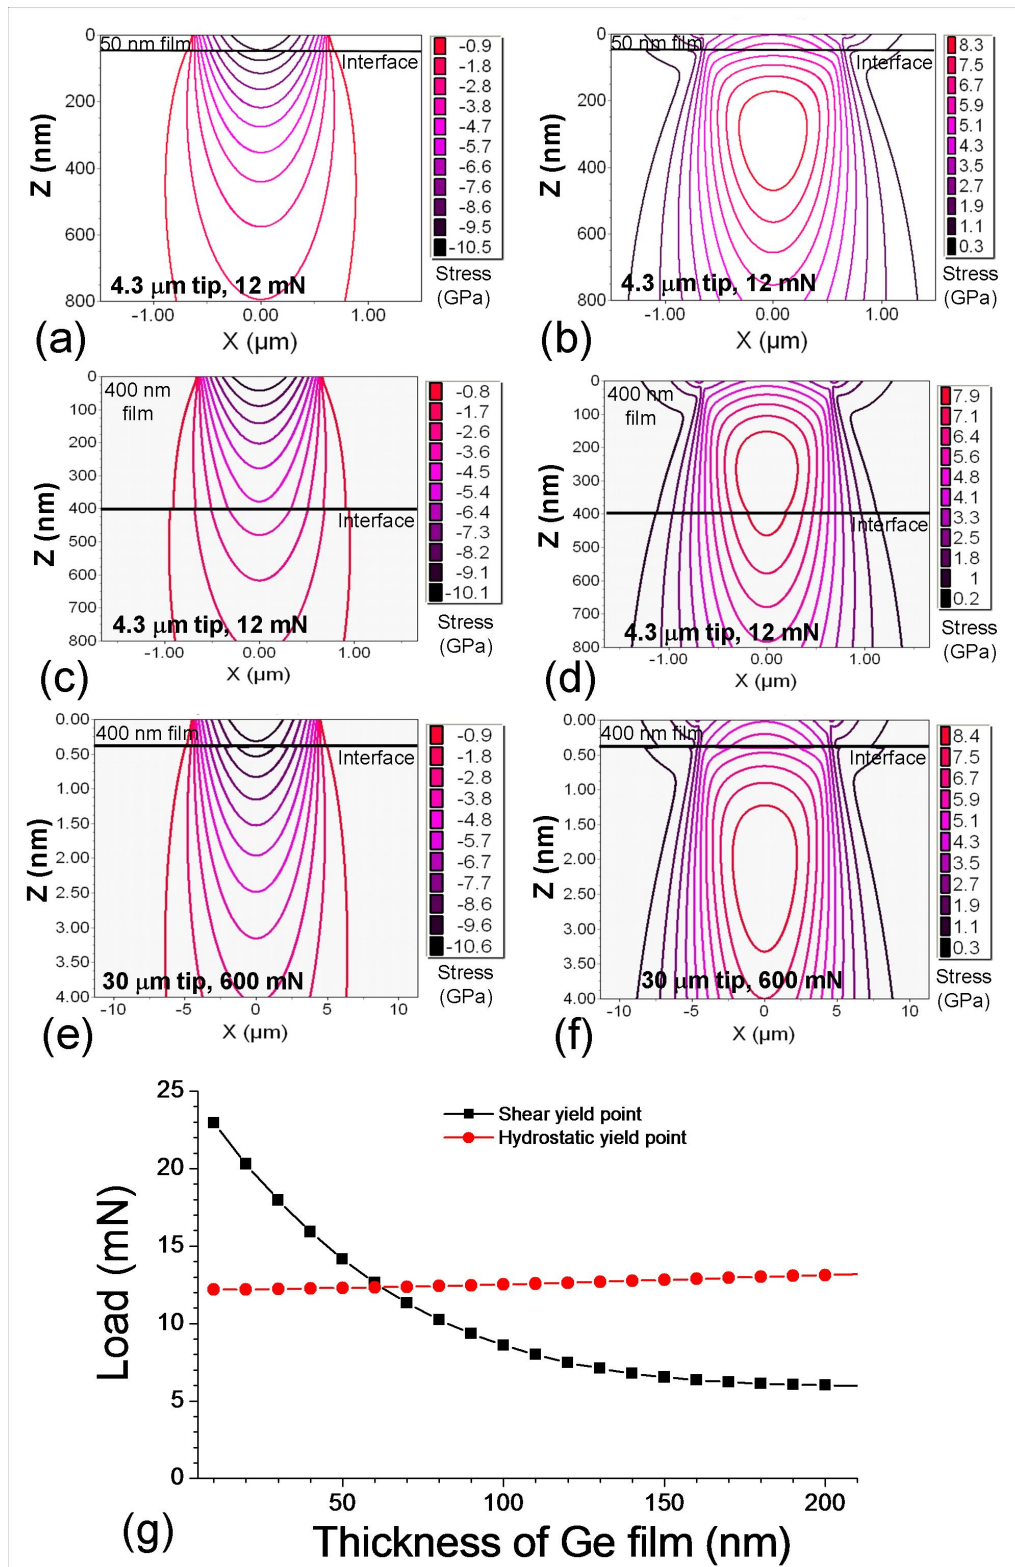 0
200
400
600
800
Z (nm)
50 nm film
Interface
4.3 µm tip, 12 mN
-1.00
0.00
1.00
X (µm)
(a)
-0.9
-1.8
-2.8
-3.8
-4.7
-5.7
-6.6
-7.6
-8.6
-9.5
-10.5
Stress
(GPa)
0
200
400
600
800
Z (nm)
50 nm film
Interface
4.3 µm tip, 12 mN
-1.00
0.00
1.00
X (µm)
(b)
8.3
7.5
6.7
5.9
5.1
4.3
3.5
2.7
1.9
1.1
0.3
Stress
(GPa)
0
100
200
300
400
500
600
700
800
Z (nm)
400 nm
film
Interface
4.3 µm tip, 12 mN
-1.00
0.00
1.00
X (µm)
(c)
-0.8
-1.7
-2.6
-3.6
-4.5
-5.4
-6.4
-7.3
-8.2
-9.1
-10.1
Stress
(GPa)
0
100
200
300
400
500
600
700
800
Z (nm)
400 nm
film
Interface
4.3 µm tip, 12 mN
-1.00
0.00
1.00
X (µm)
(d)
7.9
7.1
6.4
5.6
4.8
4.1
3.3
2.5
1.8
1
0.2
Stress
(GPa)
0.00
0.50
1.00
1.50
2.00
2.50
3.00
3.50
4.00
Z (nm)
400 nm film
Interface
30 µm tip, 600 mN
-10
-5
0
5
10
X (µm)
(e)
-0.9
-1.8
-2.8
-3.8
-4.8
-5.7
-6.7
-7.7
-8.6
-9.6
-10.6
Stress
(GPa)
0.00
0.50
1.00
1.50
2.00
2.50
3.00
3.50
4.00
Z (nm)
400 nm film
Interface
30 µm tip, 600 mN
-10
-5
0
5
10
X (µm)
(f)
8.4
7.5
6.7
5.9
5.1
4.3
3.5
2.7
1.9
1.1
0.3
Stress
(GPa)
25
20
15
10
5
0
Load (mN)
Shear yield point
Hydrostatic yield point
50
100
150
200
Thickness of Ge film (nm)
(g)